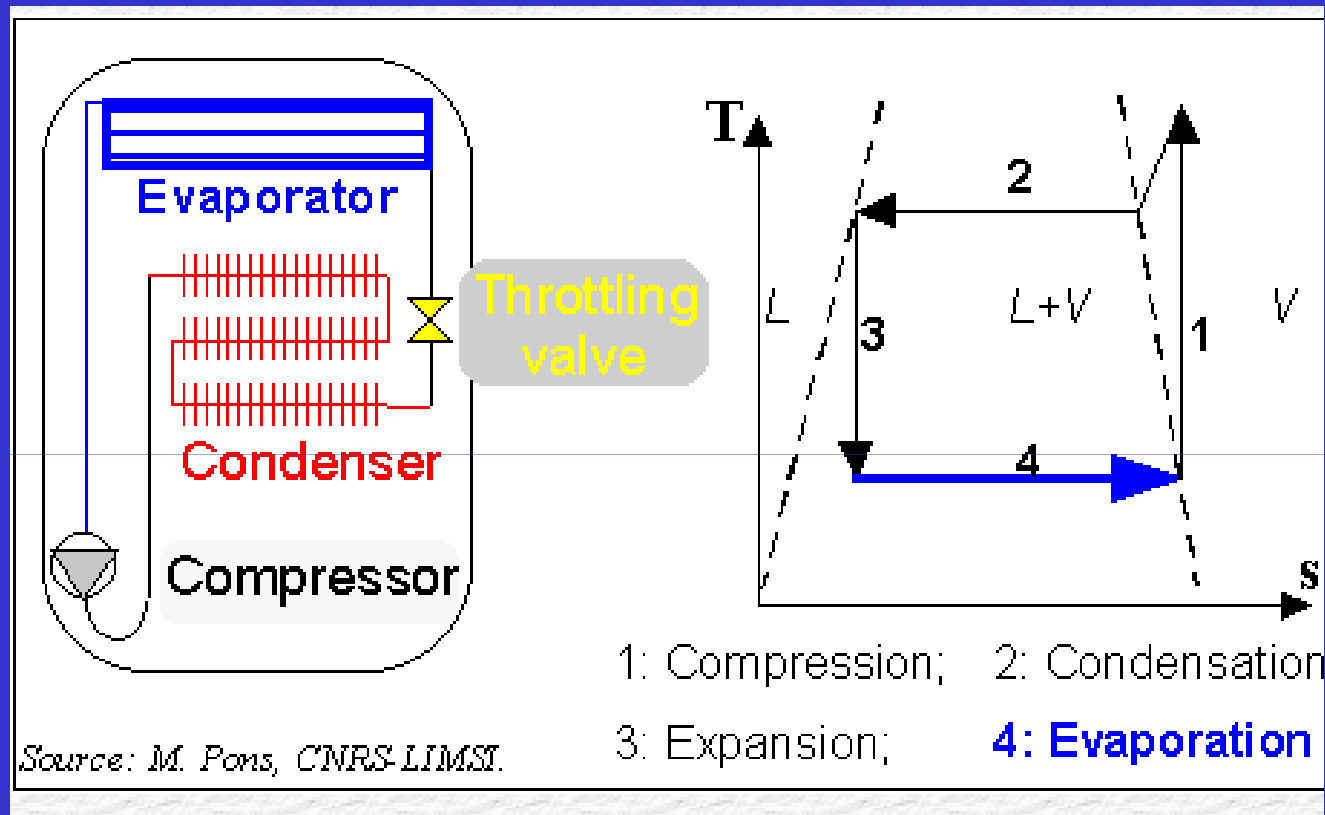 Evaporator
Throttling
valve
Condenser
Compressor
T
2
L
L+V
V
3
1
4
s
1: Compression; 2: Condensation
3: Expansion; 4: Evaporation
Source: M. Pons, CNRS-LIMSI.